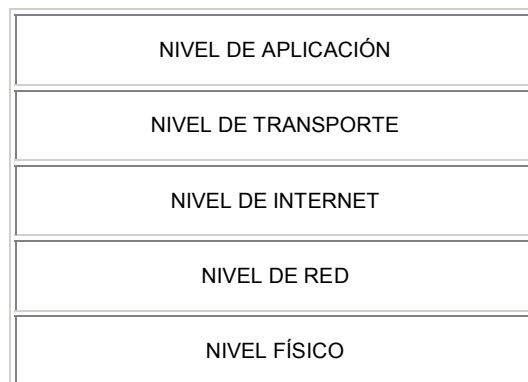 NIVEL DE APLICACIÓN
NIVEL DE TRANSPORTE
NIVEL DE INTERNET
NIVEL DE RED
NIVEL FÍSICO